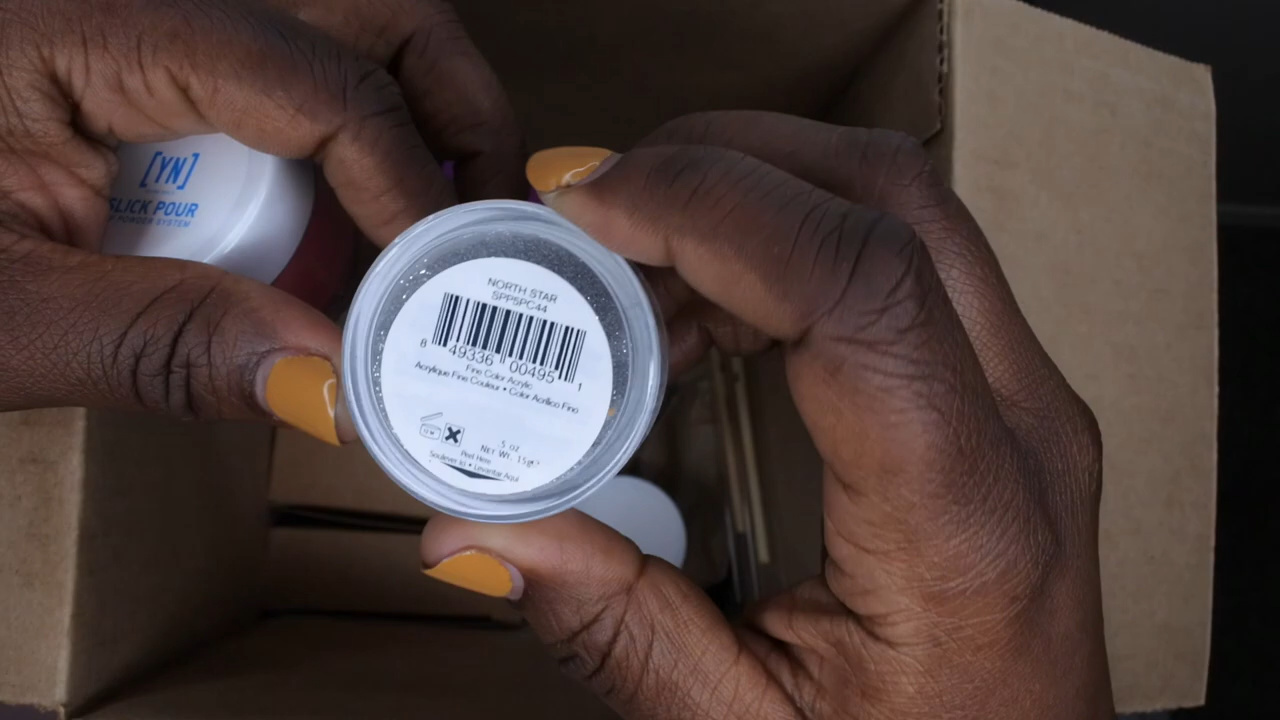 [YN]
SLICK POUR
POWDER SYSTEM
NORTH STAR
SPP5PC44
8 49336 00495 1
Fine Color Acrylic
Acrylique Fine Couleur • Color Acrílico Fino
.5 oz
Net Wt. 15g
Peel Here
Soulever Ici • Levantar Aquí